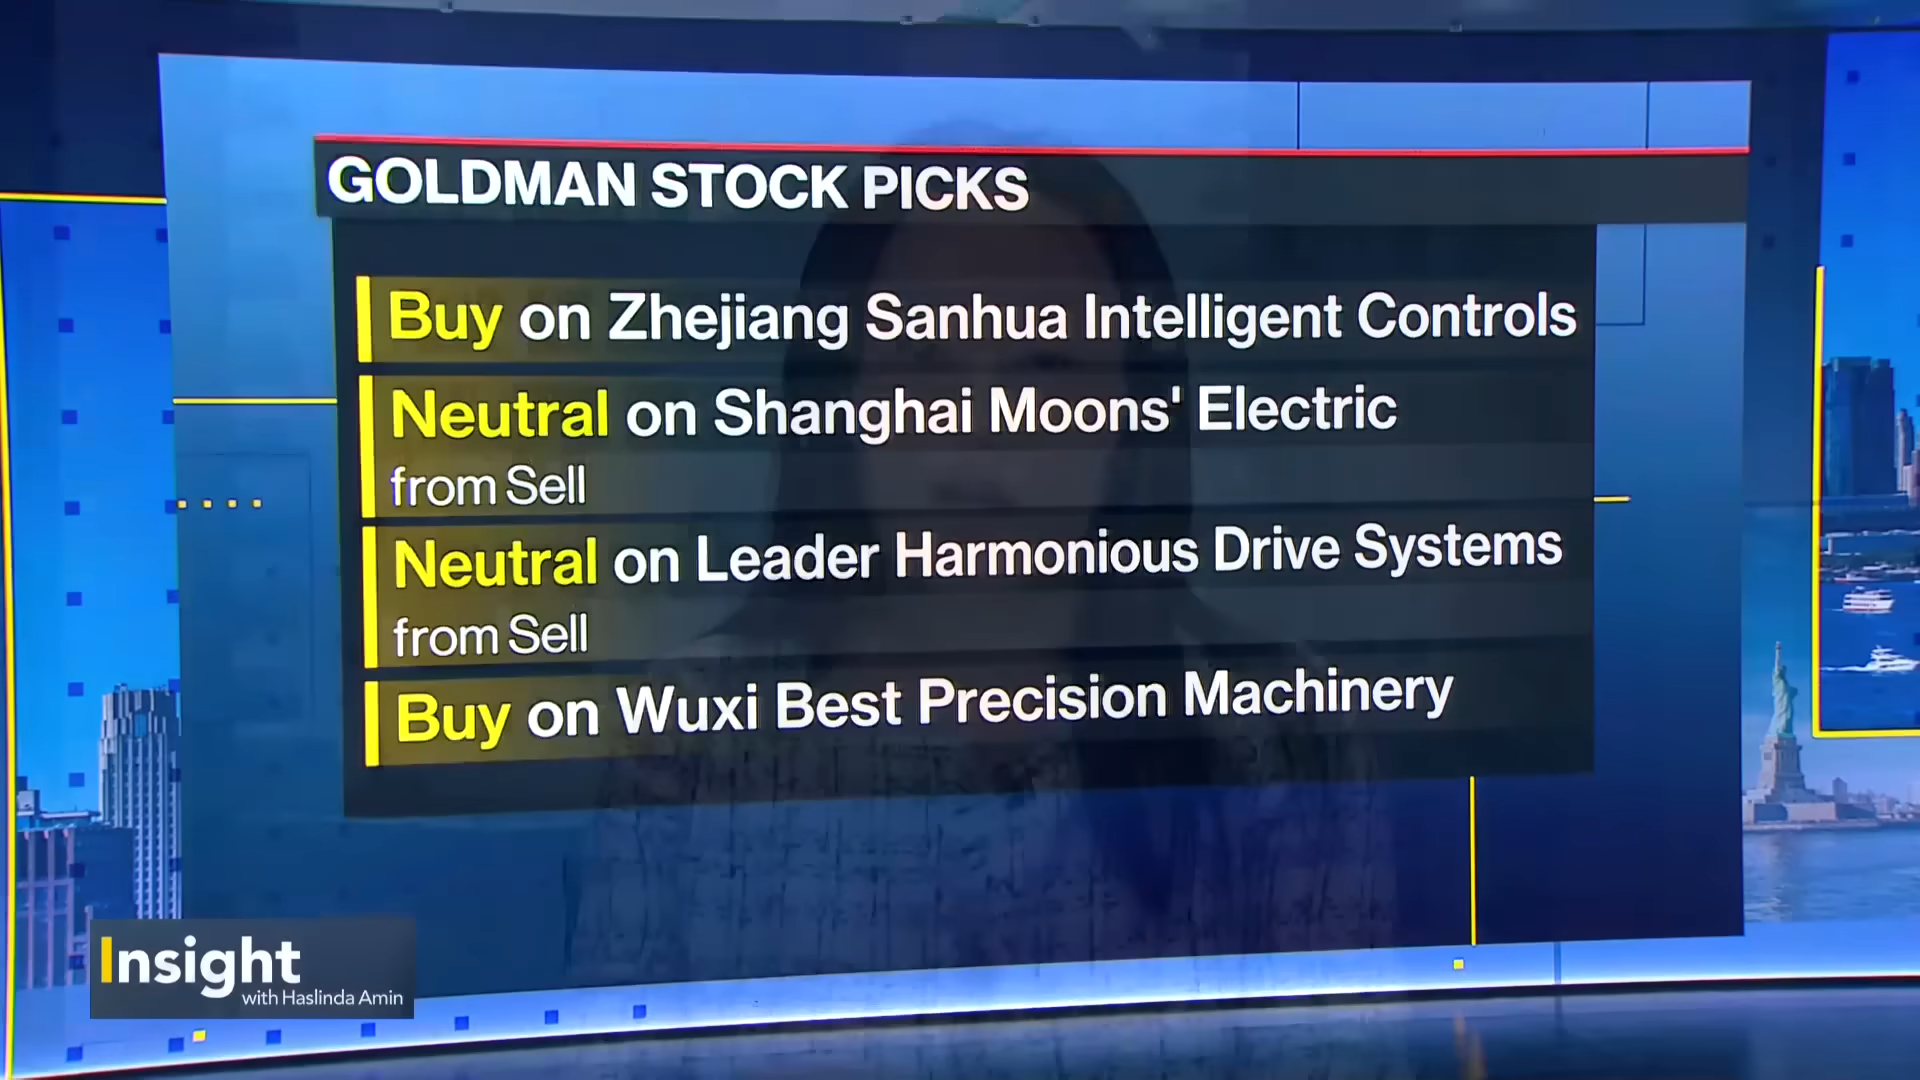 GOLDMAN STOCK PICKS
Buy on Zhejiang Sanhua Intelligent Controls
Neutral on Shanghai Moons' Electric
from Sell
Neutral on Leader Harmonious Drive Systems
from Sell
Buy on Wuxi Best Precision Machinery
Insight
with Haslinda Amin